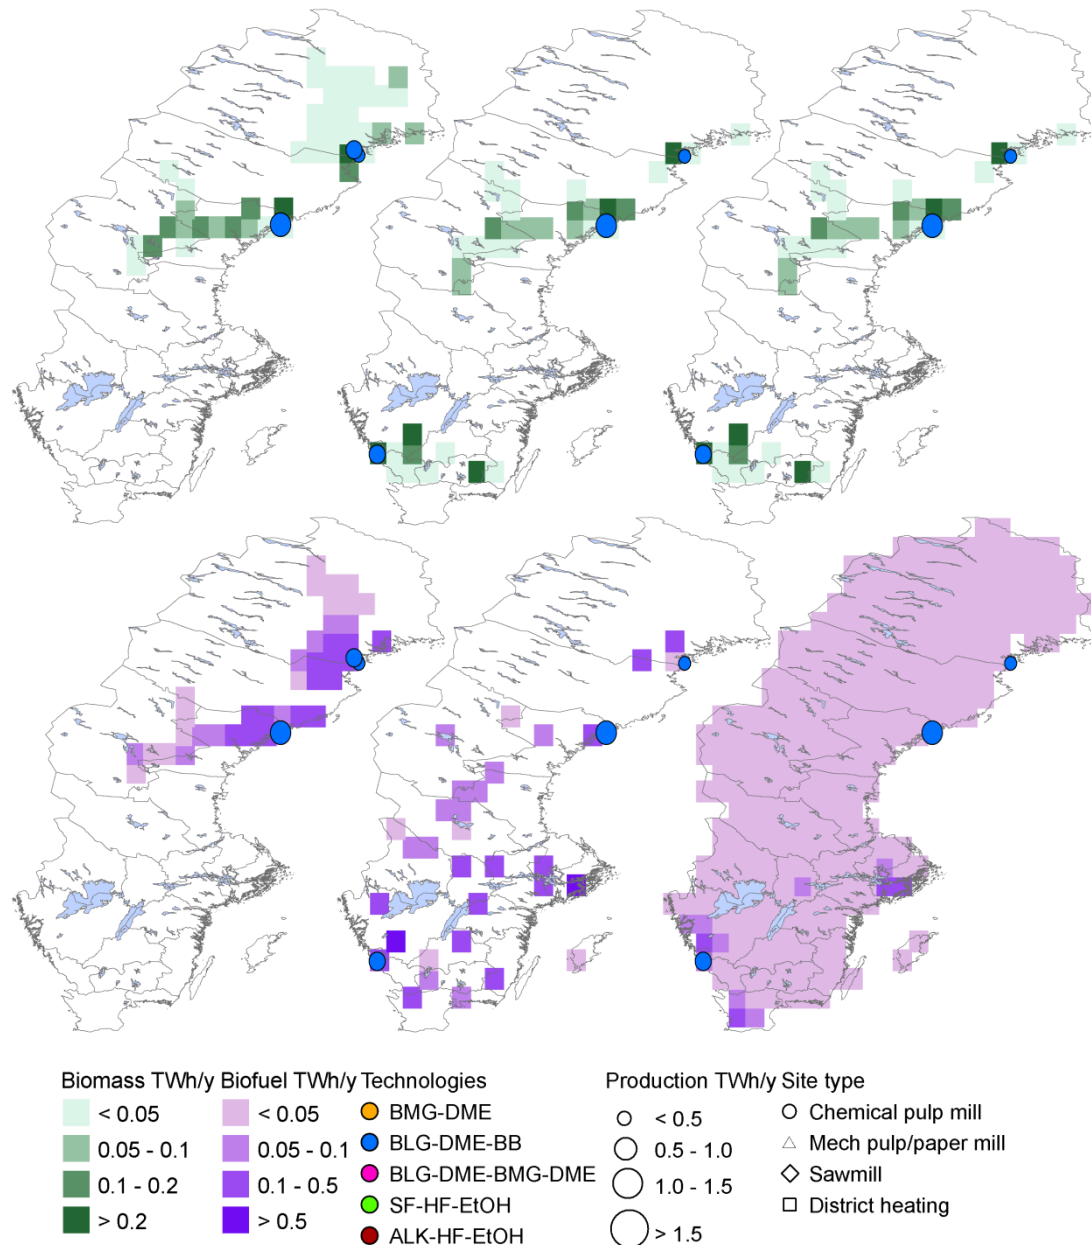 Biomass TWh/y Biofuel TWh/y Technologies Production TWh/y Site type
< 0.05 < 0.05 BMG-DME < 0.5 Chemical pulp mill
0.05 - 0.1 0.05 - 0.1 BLG-DME-BB 0.5 - 1.0 Mech pulp/paper mill
0.1 - 0.2 0.1 - 0.5 BLG-DME-BMG-DME 1.0 - 1.5 Sawmill
> 0.2 > 0.5 SF-HF-EtOH > 1.5 District heating
ALK-HF-EtOH